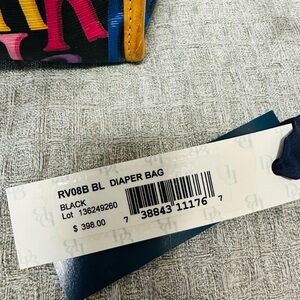 RV08B BL DIAPER BAG
BLACK
Lot 136249260
$ 398.00
7 38843 11176 7